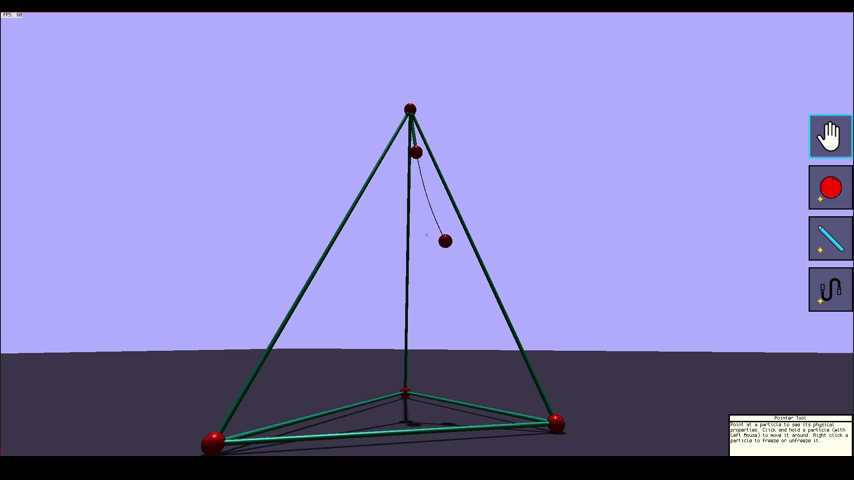 FPS 60
Pointer Tool
Point at a particle to see its physical
properties. Click and hold a particle (with
Left Mouse) to move it around. Right click a
particle to freeze or unfreeze it.